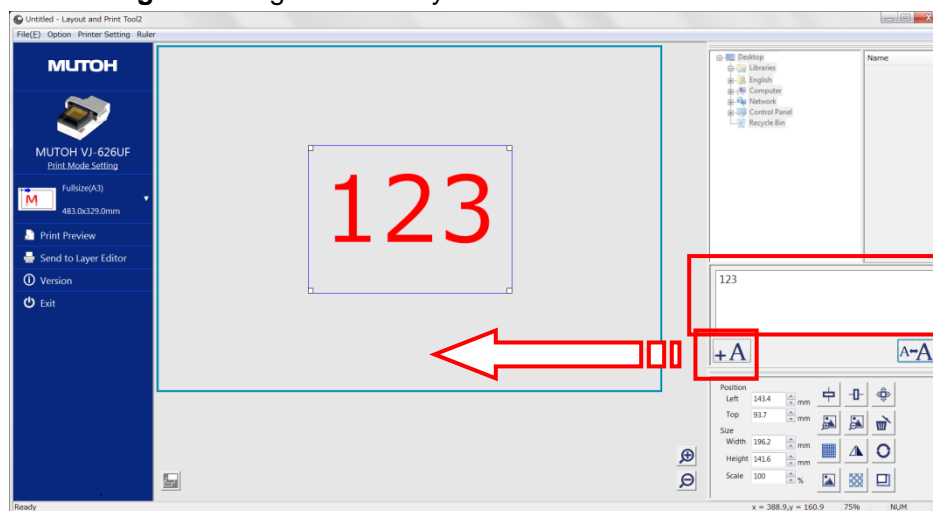 Untitled - Layout and Print Tool2
File(E) Option Printer Setting Ruler
MUTOH
MUTOH VJ-626UF
Print Mode Setting
M
Fullsize(A3)
483.0x329.0mm
Print Preview
Send to Layer Editor
Version
Exit
123
Desktop
Libraries
English
Computer
Network
Control Panel
Recycle Bin
Name
123
+A
A↔A
Position
Left 143.4 mm
Top 93.7 mm
Size
Width 196.2 mm
Height 141.6 mm
Scale 100 %
Ready
x = 388.9,y = 160.9 75% NUM